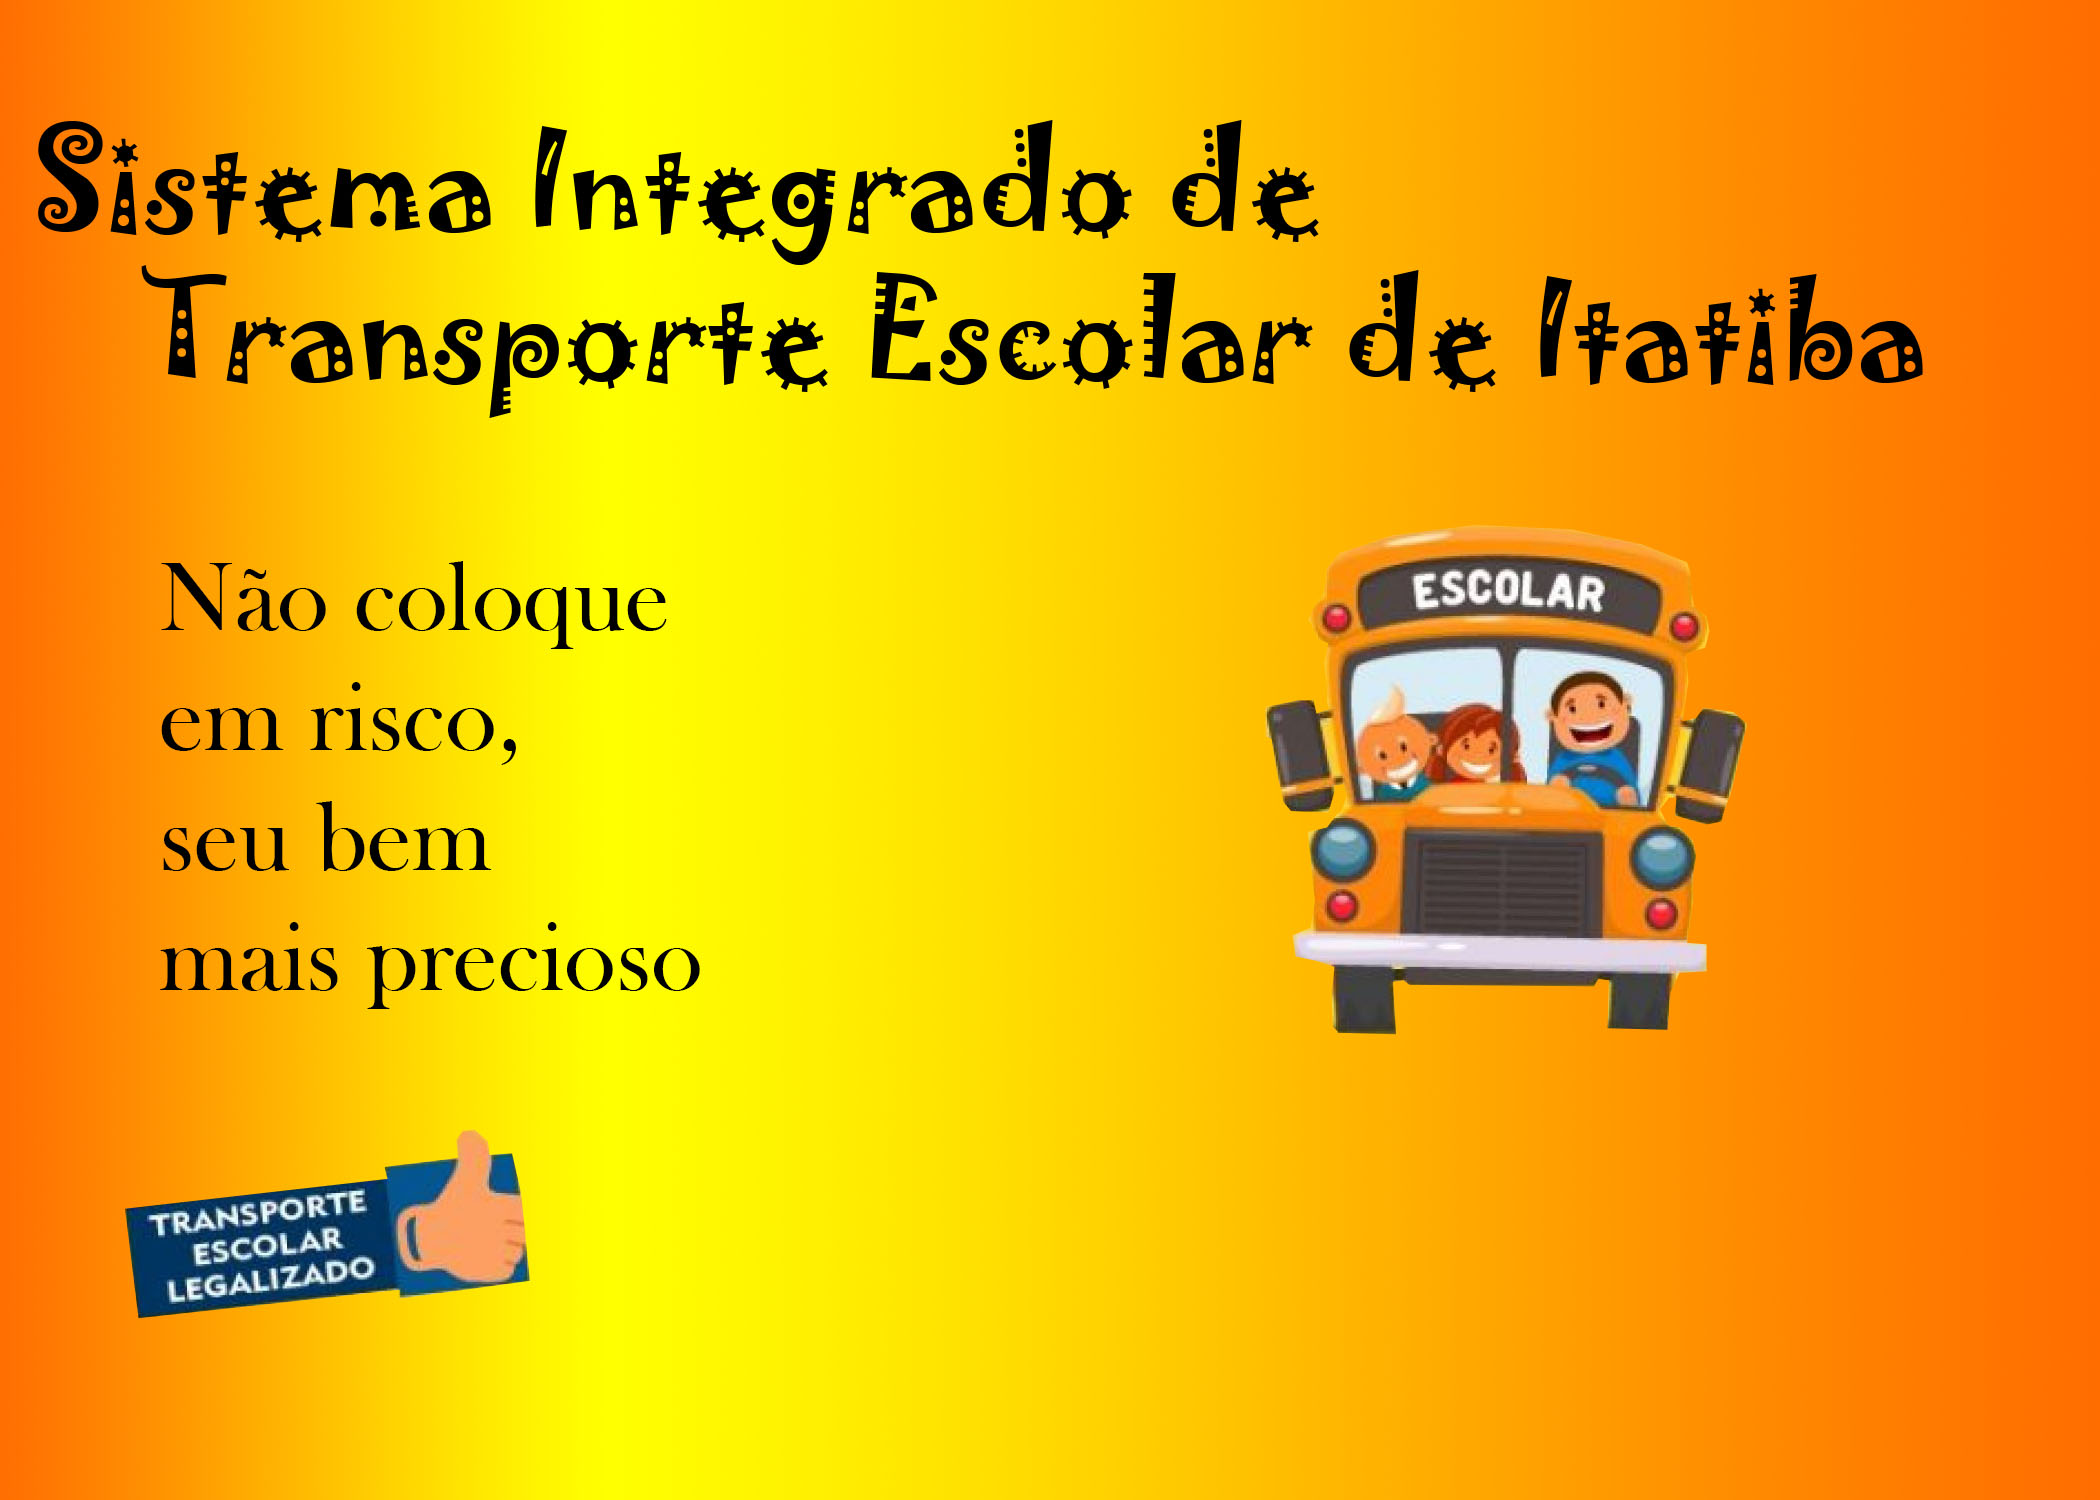 Sistema Integrado de
Transporte Escolar de Itatiba
Não coloque
em risco,
seu bem
mais precioso
ESCOLAR
TRANSPORTE
ESCOLAR
LEGALIZADO